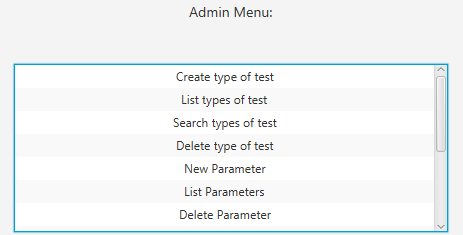 Admin Menu:
Create type of test
List types of test
Search types of test
Delete type of test
New Parameter
List Parameters
Delete Parameter